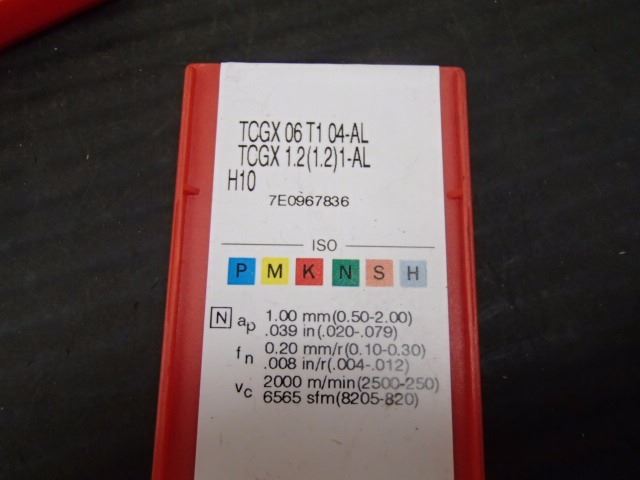 TCGX 06 T1 04-AL
TCGX 1.2(1.2)1-AL
H10
7E0967836
ISO
P M K N S H
N ap 1.00 mm(0.50-2.00)
.039 in(.020-.079)
fn 0.20 mm/r(0.10-0.30)
.008 in/r(.004-.012)
vc 2000 m/min(2500-250)
6565 sfm(8205-820)